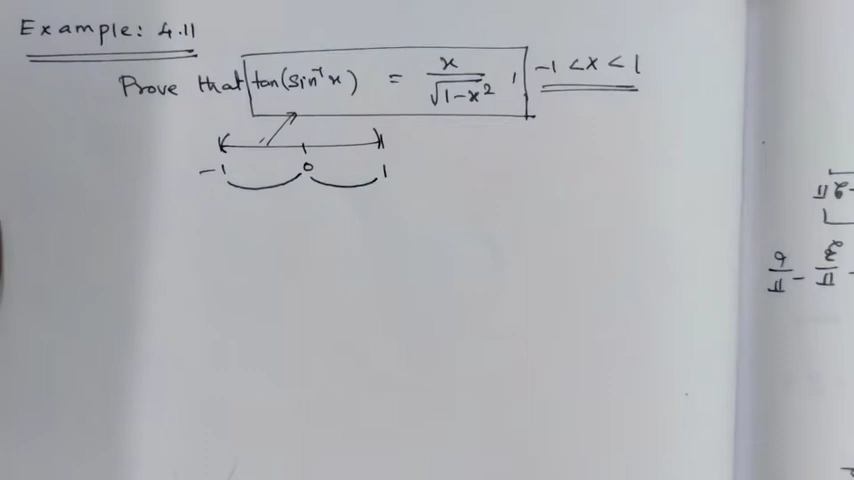 Example: 4.11
Prove that tan(sin⁻¹x) = x/√(1-x²) , -1 < x < 1
-1 0 1